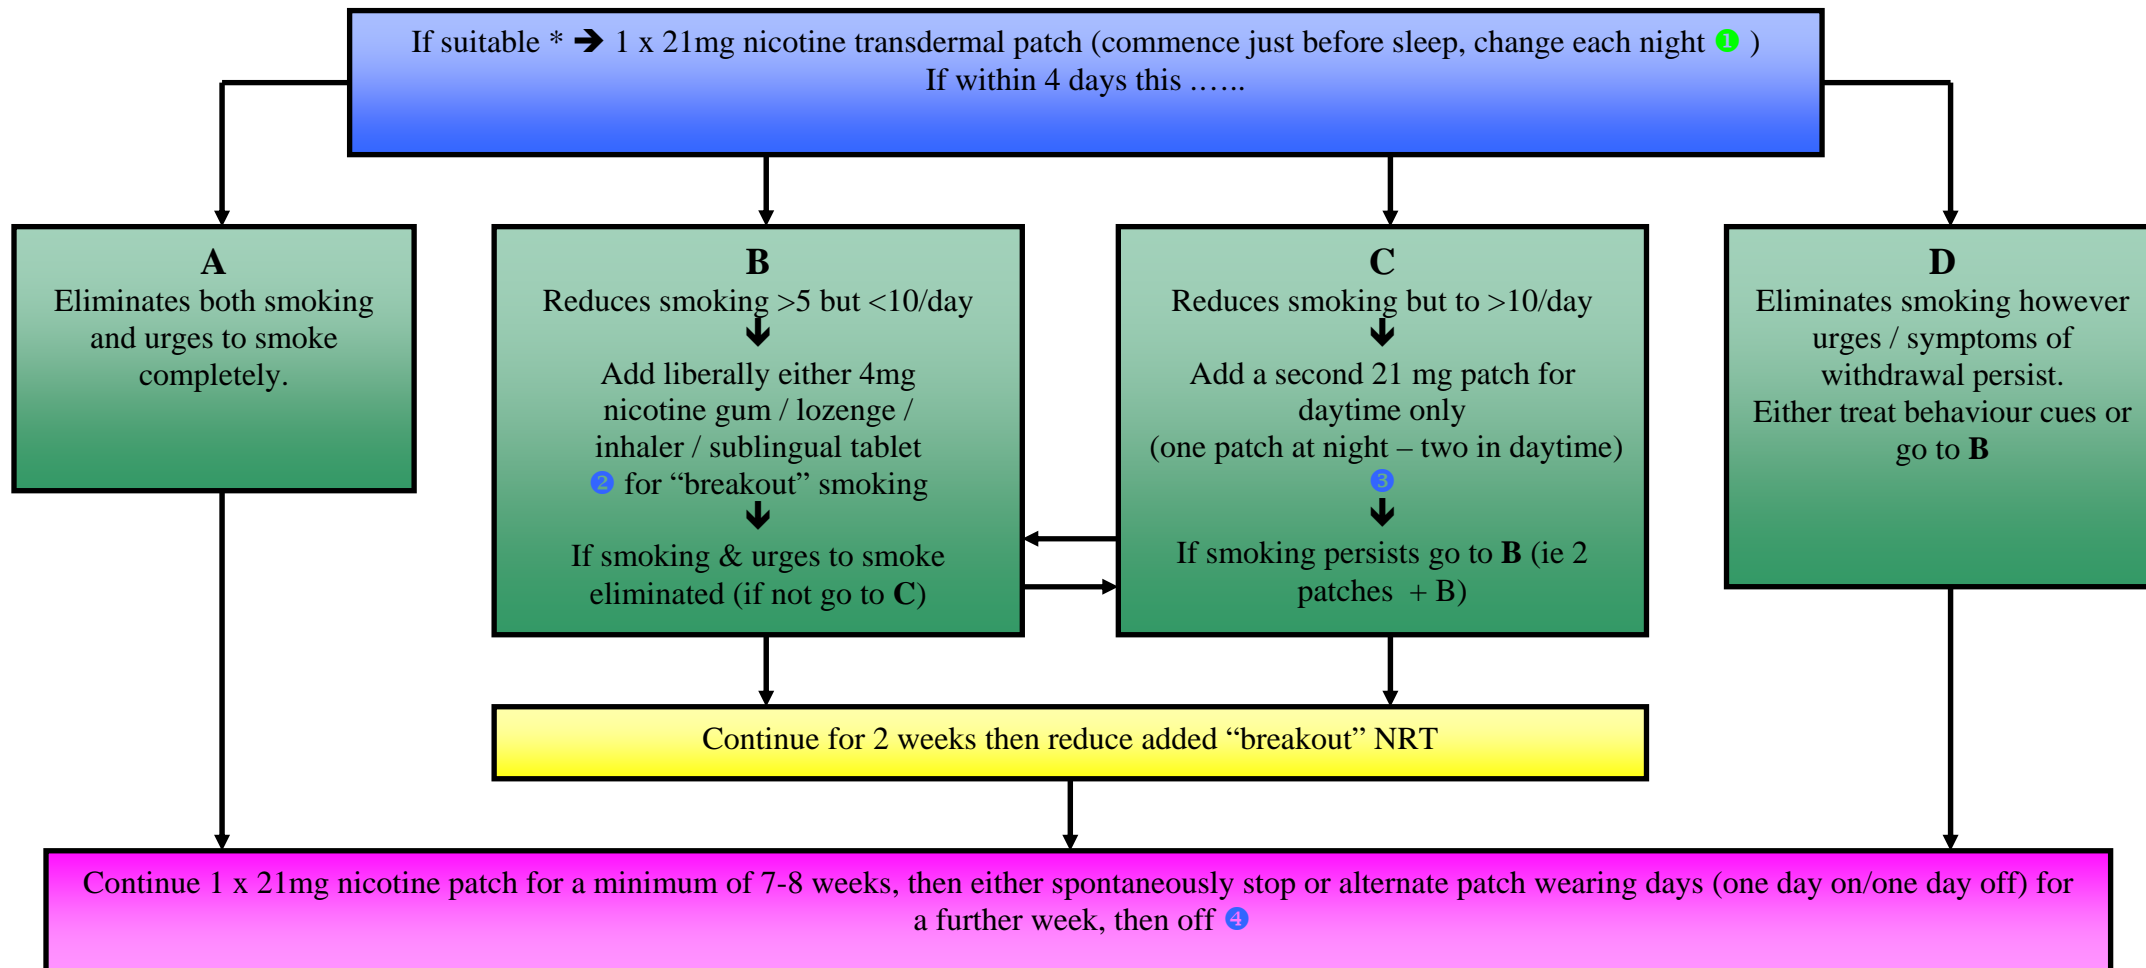 If suitable * ➔ 1 x 21mg nicotine transdermal patch (commence just before sleep, change each night ❶ )
If within 4 days this ……
A
Eliminates both smoking
and urges to smoke
completely.
B
Reduces smoking >5 but <10/day
🡻
Add liberally either 4mg
nicotine gum / lozenge /
inhaler / sublingual tablet
❷ for “breakout” smoking
🡻
If smoking & urges to smoke
eliminated (if not go to C)
C
Reduces smoking but to >10/day
🡻
Add a second 21 mg patch for
daytime only
(one patch at night – two in daytime)
❸
🡻
If smoking persists go to B (ie 2
patches + B)
D
Eliminates smoking however
urges / symptoms of
withdrawal persist.
Either treat behaviour cues or
go to B
Continue for 2 weeks then reduce added “breakout” NRT
Continue 1 x 21mg nicotine patch for a minimum of 7-8 weeks, then either spontaneously stop or alternate patch wearing days (one day on/one day off) for
a further week, then off ❹